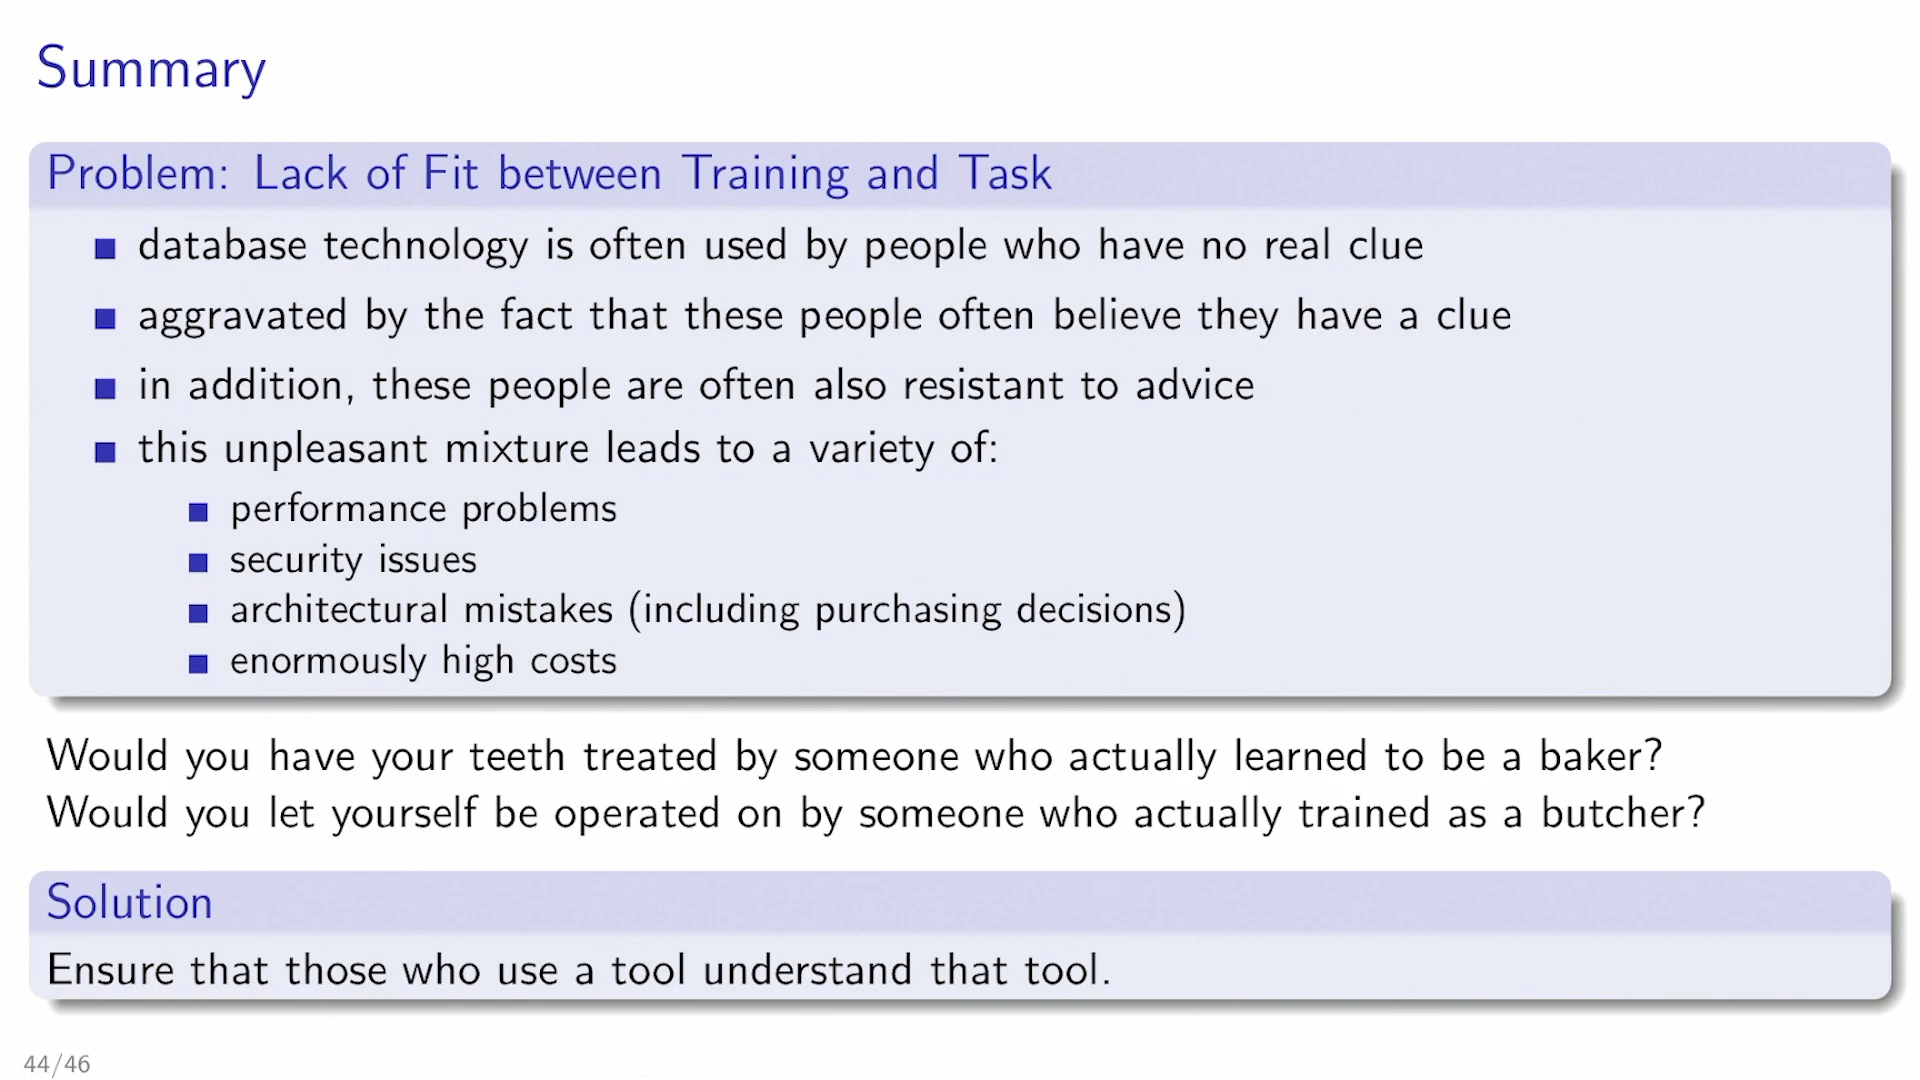 Summary
Problem: Lack of Fit between Training and Task
database technology is often used by people who have no real clue
aggravated by the fact that these people often believe they have a clue
in addition, these people are often also resistant to advice
this unpleasant mixture leads to a variety of:
performance problems
security issues
architectural mistakes (including purchasing decisions)
enormously high costs
Would you have your teeth treated by someone who actually learned to be a baker?
Would you let yourself be operated on by someone who actually trained as a butcher?
Solution
Ensure that those who use a tool understand that tool.
44/46